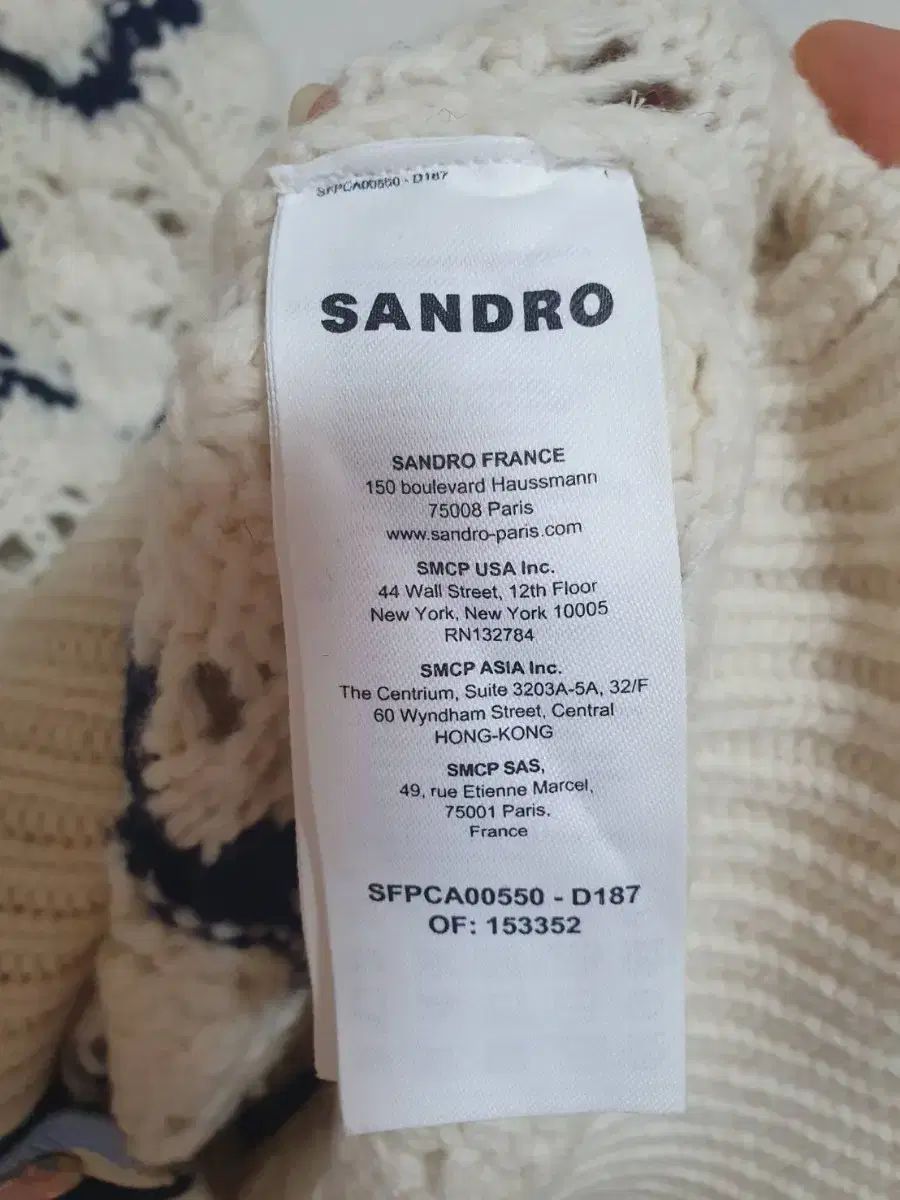 SFPCA00550 - D187
SANDRO
SANDRO FRANCE
150 boulevard Haussmann
75008 Paris
www.sandro-paris.com
SMCP USA Inc.
44 Wall Street, 12th Floor
New York, New York 10005
RN132784
SMCP ASIA Inc.
The Centrium, Suite 3203A-5A, 32/F
60 Wyndham Street, Central
HONG-KONG
SMCP SAS,
49, rue Etienne Marcel,
75001 Paris,
France
SFPCA00550 - D187
OF: 153352